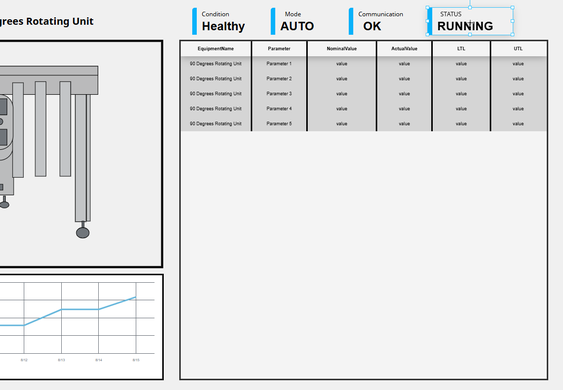 grees Rotating Unit
Condition
Healthy
Mode
AUTO
Communication
OK
STATUS
RUNNING
EquipmentName Parameter NominalValue ActualValue LTL UTL
90 Degrees Rotating Unit Parameter 1 value value value value
90 Degrees Rotating Unit Parameter 2 value value value value
90 Degrees Rotating Unit Parameter 3 value value value value
90 Degrees Rotating Unit Parameter 4 value value value value
90 Degrees Rotating Unit Parameter 5 value value value value